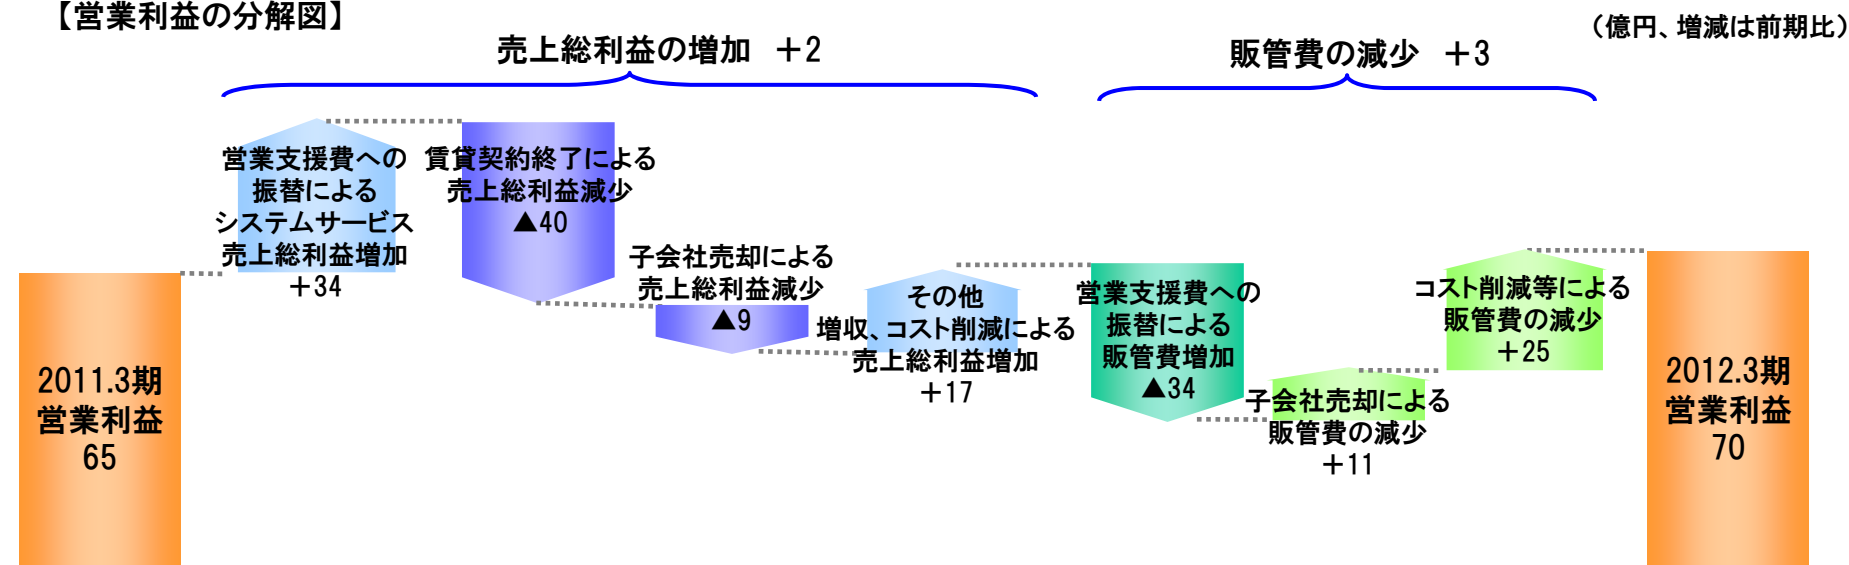 【営業利益の分解図】
（億円、増減は前期比）
売上総利益の増加　＋2
販管費の減少　＋3
2011.3期
営業利益
65
営業支援費への
振替による
システムサービス
売上総利益増加
＋34
賃貸契約終了による
売上総利益減少
▲40
子会社売却による
売上総利益減少
▲9
その他
増収、コスト削減による
売上総利益増加
＋17
営業支援費への
振替による
販管費増加
▲34
子会社売却による
販管費の減少
＋11
コスト削減等による
販管費の減少
＋25
2012.3期
営業利益
70